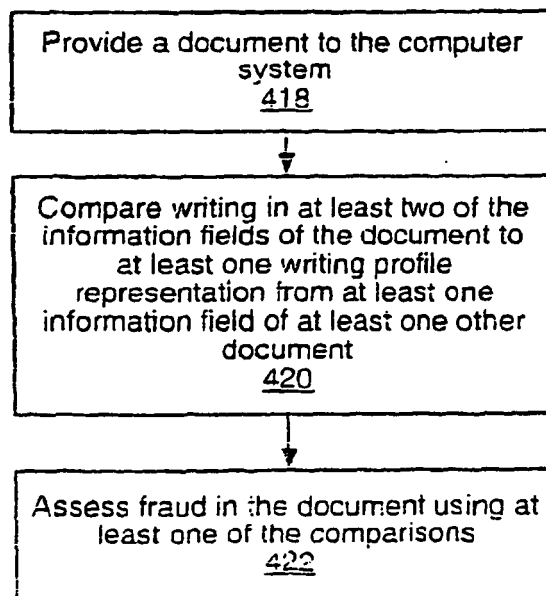 Provide a document to the computer
system
418
Compare writing in at least two of the
information fields of the document to
at least one writing profile
representation from at least one
information field of at least one other
document
420
Assess fraud in the document using at
least one of the comparisons
422